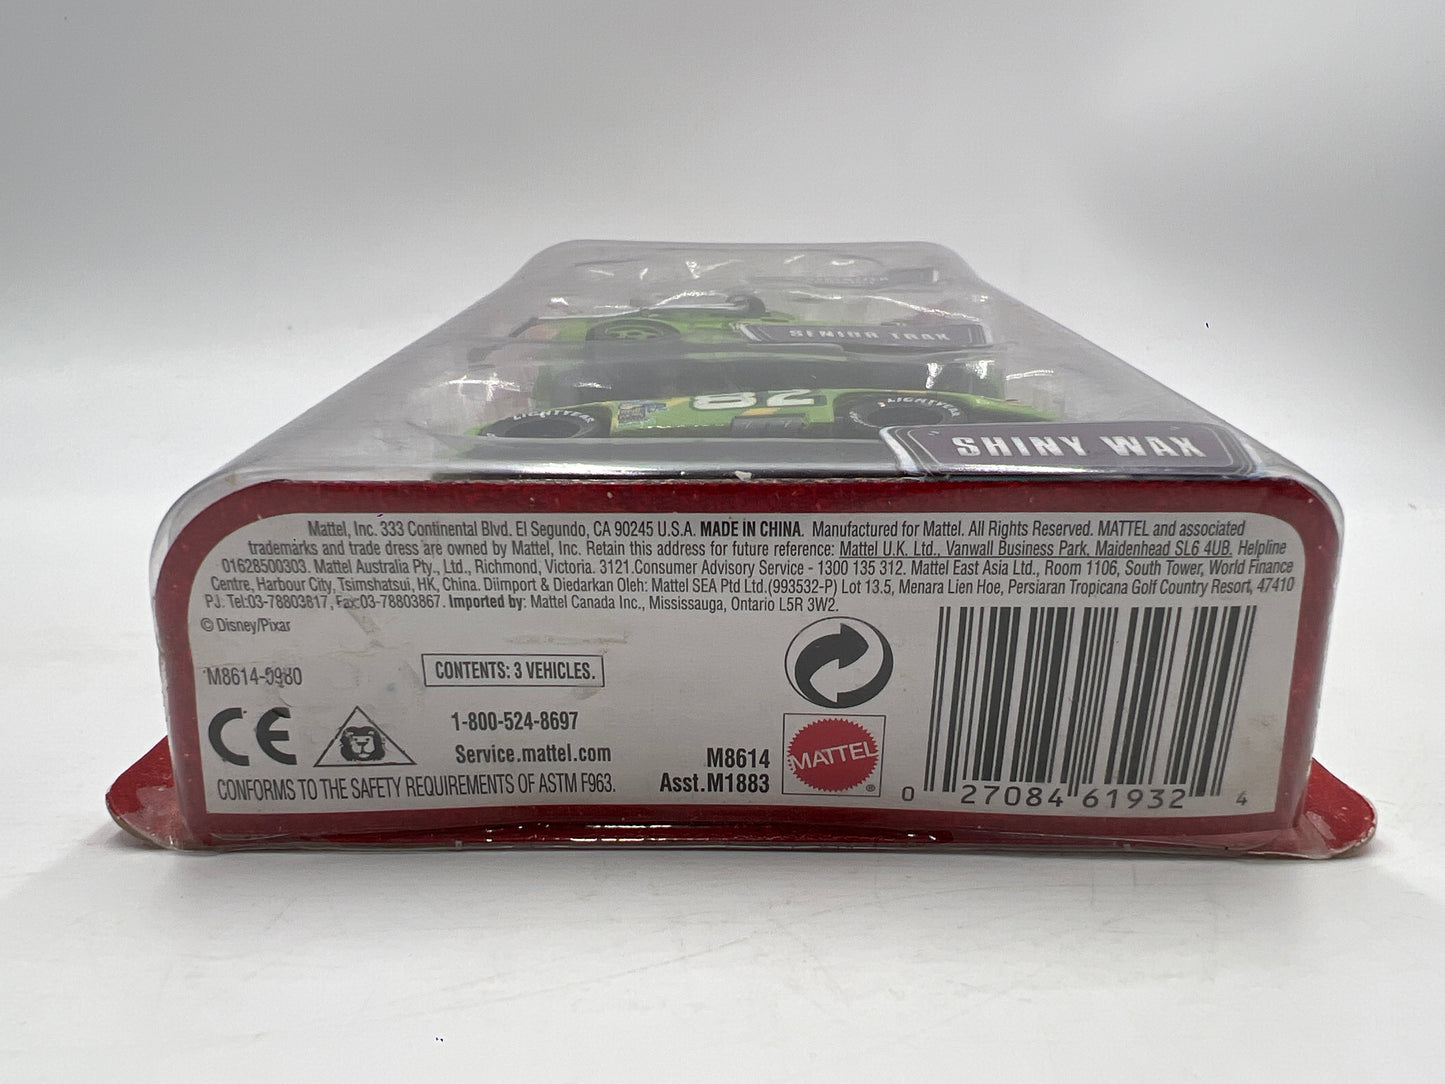 SENIOR TRAX
82
LIGHTYEAR
LIGHTYEAR
SHINY WAX
Mattel, Inc. 333 Continental Blvd. El Segundo, CA 90245 U.S.A. MADE IN CHINA. Manufactured for Mattel. All Rights Reserved. MATTEL and associated
trademarks and trade dress are owned by Mattel, Inc. Retain this address for future reference: Mattel U.K. Ltd., Vanwall Business Park, Maidenhead SL6 4UB. Helpline
01628500303. Mattel Australia Pty., Ltd., Richmond, Victoria. 3121.Consumer Advisory Service - 1300 135 312. Mattel East Asia Ltd., Room 1106, South Tower, World Finance
Centre, Harbour City, Tsimshatsui, HK, China. Diimport & Diedarkan Oleh: Mattel SEA Ptd Ltd.(993532-P) Lot 13.5, Menara Lien Hoe, Persiaran Tropicana Golf Country Resort, 47410
PJ. Tel:03-78803817, Fax:03-78803867. Imported by: Mattel Canada Inc., Mississauga, Ontario L5R 3W2.
© Disney/Pixar
M8614-0980
CONTENTS: 3 VEHICLES.
CE
1-800-524-8697
Service.mattel.com
CONFORMS TO THE SAFETY REQUIREMENTS OF ASTM F963.
M8614
Asst.M1883
MATTEL
®
0 27084 61932 4